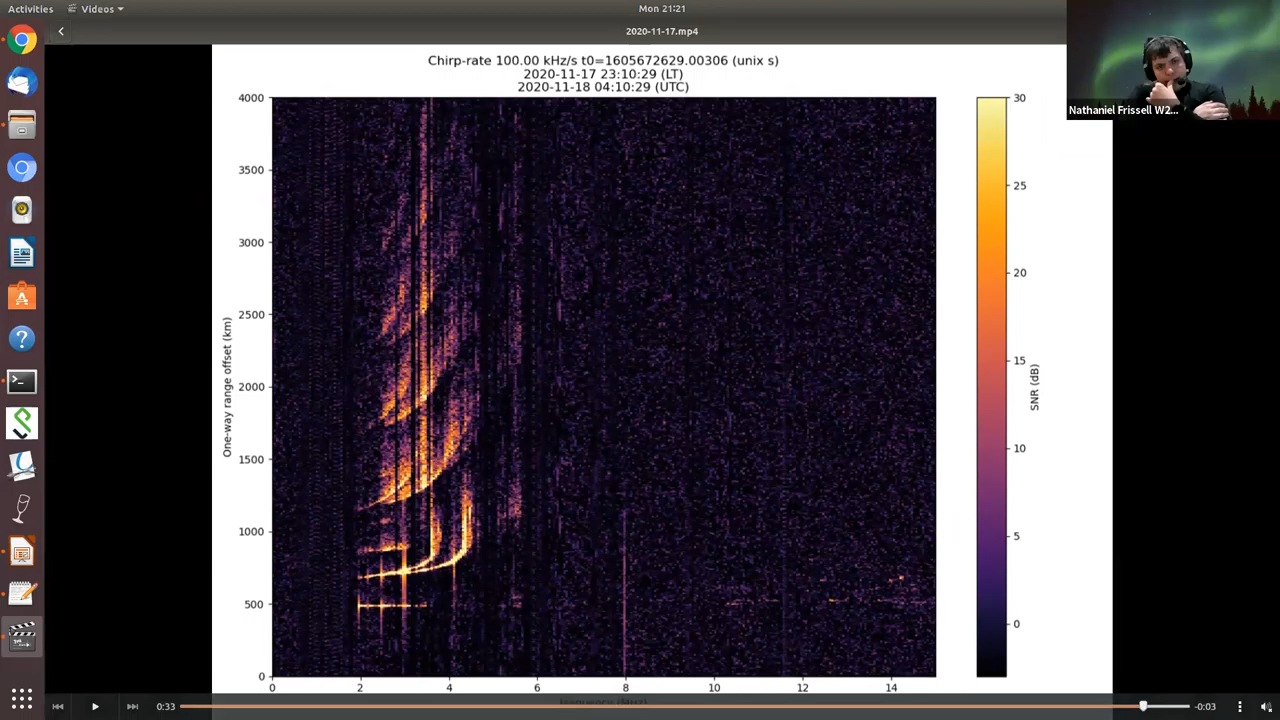 Activities Videos Mon 21:21
2020-11-17.mp4
Nathaniel Frissell W2...
Chirp-rate 100.00 kHz/s t0=1605672629.00306 (unix s)
2020-11-17 23:10:29 (LT)
2020-11-18 04:10:29 (UTC)
4000
3500
3000
2500
2000
1500
1000
500
0
One-way range offset (km)
0 2 4 6 8 10 12 14
30
25
20
15
10
5
0
SNR (dB)
0:33 -0:03